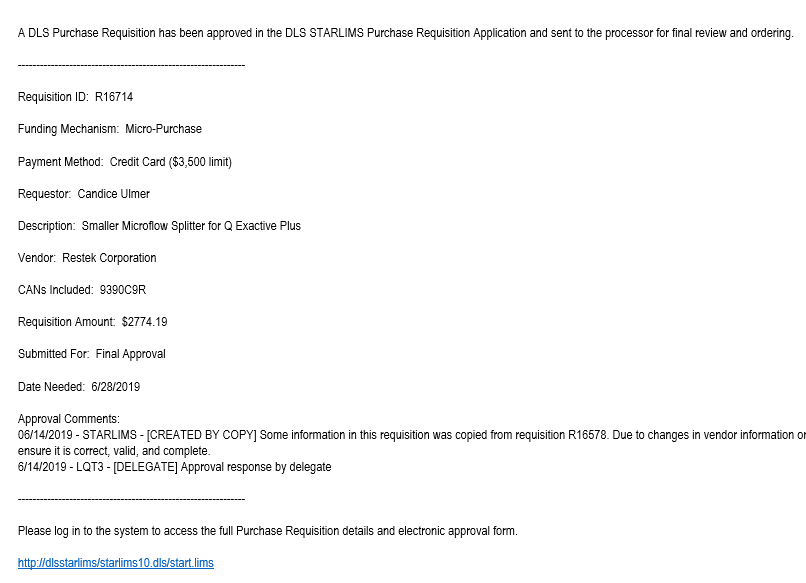 A DLS Purchase Requisition has been approved in the DLS STARLIMS Purchase Requisition Application and sent to the processor for final review and ordering.
--------------------------------------------------------------
Requisition ID:  R16714
Funding Mechanism:  Micro-Purchase
Payment Method:  Credit Card ($3,500 limit)
Requestor:  Candice Ulmer
Description:  Smaller Microflow Splitter for Q Exactive Plus
Vendor:  Restek Corporation
CANs Included:  9390C9R
Requisition Amount:  $2774.19
Submitted For:  Final Approval
Date Needed:  6/28/2019
Approval Comments:
06/14/2019 - STARLIMS - [CREATED BY COPY] Some information in this requisition was copied from requisition R16578. Due to changes in vendor information or
ensure it is correct, valid, and complete.
6/14/2019 - LQT3 - [DELEGATE] Approval response by delegate
--------------------------------------------------------------
Please log in to the system to access the full Purchase Requisition details and electronic approval form.
http://dlsstarlims/starlims10.dls/start.lims